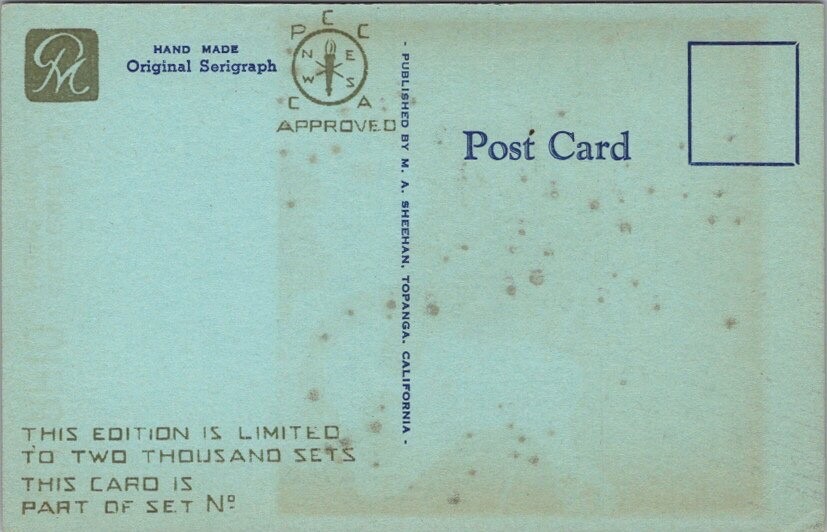 PM
HAND MADE
Original Serigraph
P C C
N E
W S
C A
APPROVED
- PUBLISHED BY M. A. SHEEHAN, TOPANGA, CALIFORNIA -
Post Card
THIS EDITION IS LIMITED
TO TWO THOUSAND SETS
THIS CARD IS
PART OF SET Nº